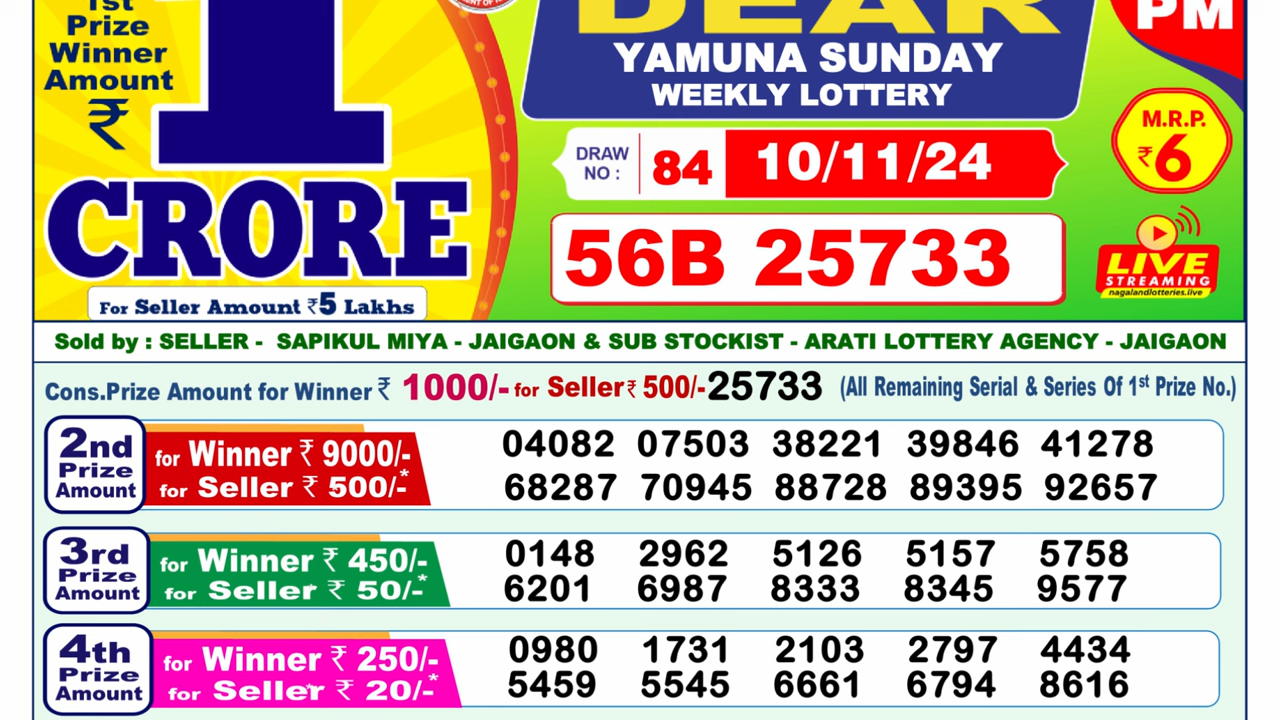 1st
Prize
Winner
Amount
₹
1
CRORE
For Seller Amount ₹5 Lakhs
DEAR
YAMUNA SUNDAY
WEEKLY LOTTERY
PM
DRAW NO : 84 10/11/24
M.R.P.
₹6
56B 25733
LIVE
STREAMING
nagalandlotteries.live
Sold by : SELLER - SAPIKUL MIYA - JAIGAON & SUB STOCKIST - ARATI LOTTERY AGENCY - JAIGAON
Cons.Prize Amount for Winner ₹ 1000/- for Seller ₹ 500/- 25733 (All Remaining Serial & Series Of 1st Prize No.)
2nd
Prize
Amount
for Winner ₹ 9000/-
for Seller ₹ 500/-*
04082 07503 38221 39846 41278
68287 70945 88728 89395 92657
3rd
Prize
Amount
for Winner ₹ 450/-
for Seller ₹ 50/-*
0148 2962 5126 5157 5758
6201 6987 8333 8345 9577
4th
Prize
Amount
for Winner ₹ 250/-
for Seller ₹ 20/-*
0980 1731 2103 2797 4434
5459 5545 6661 6794 8616